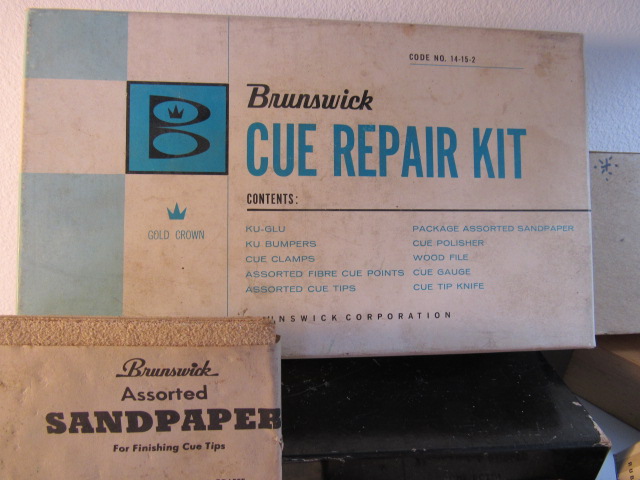 CODE NO. 14-15-2
Brunswick
CUE REPAIR KIT
CONTENTS:
GOLD CROWN
KU-GLU
KU BUMPERS
CUE CLAMPS
ASSORTED FIBRE CUE POINTS
ASSORTED CUE TIPS
PACKAGE ASSORTED SANDPAPER
CUE POLISHER
WOOD FILE
CUE GAUGE
CUE TIP KNIFE
UNSWICK CORPORATION
Brunswick
Assorted
SANDPAPER
For Finishing Cue Tips